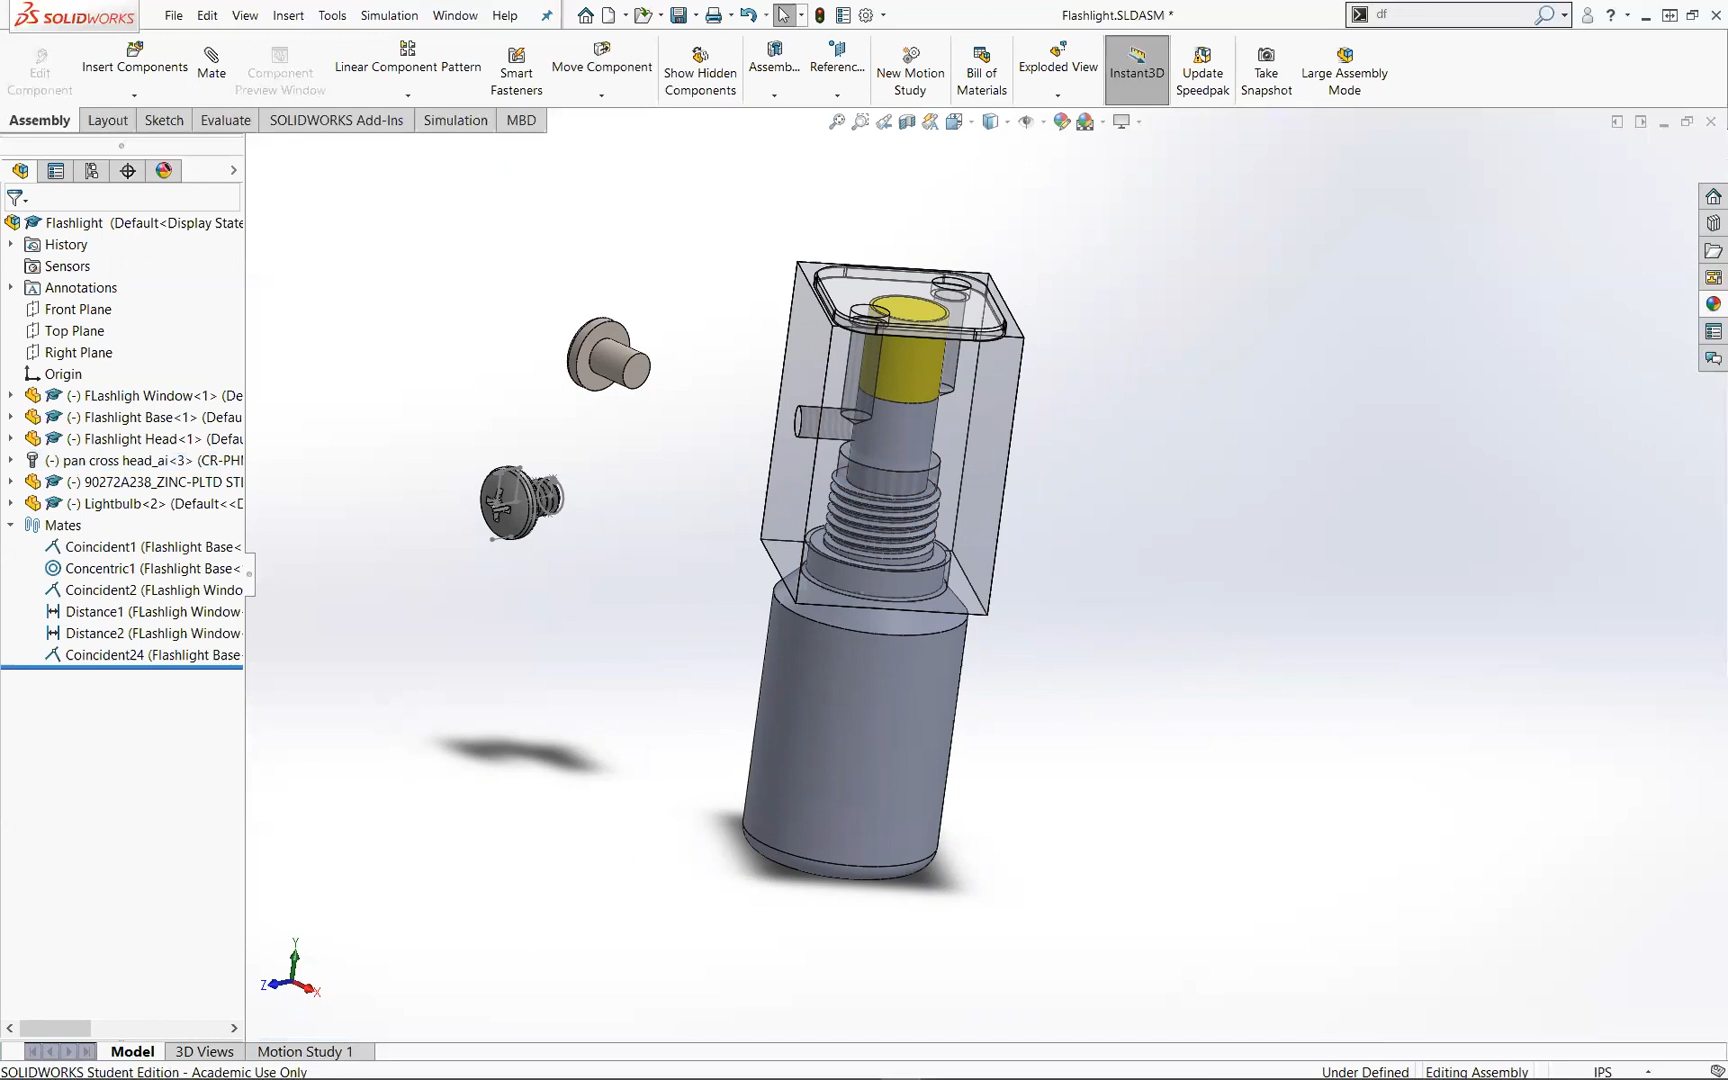 SOLIDWORKS File Edit View Insert Tools Simulation Window Help Flashlight.SLDASM * df ?
Edit Component Insert Components Mate Component Preview Window Linear Component Pattern Smart Fasteners Move Component Show Hidden Components Assemb... Referenc... New Motion Study Bill of Materials Exploded View Instant3D Update Speedpak Take Snapshot Large Assembly Mode
Assembly Layout Sketch Evaluate SOLIDWORKS Add-Ins Simulation MBD
Flashlight (Default<Display State
History
Sensors
Annotations
Front Plane
Top Plane
Right Plane
Origin
(-) FLashligh Window<1> (De
(-) Flashlight Base<1> (Defau
(-) Flashlight Head<1> (Defau
(-) pan cross head_ai<3> (CR-PHM
(-) 90272A238_ZINC-PLTD STE
(-) Lightbulb<2> (Default<<D
Mates
Coincident1 (Flashlight Base<
Concentric1 (Flashlight Base<
Coincident2 (FLashligh Windo
Distance1 (FLashligh Window
Distance2 (FLashligh Window
Coincident24 (Flashlight Base
Y
Z X
Model 3D Views Motion Study 1
SOLIDWORKS Student Edition - Academic Use Only Under Defined Editing Assembly IPS